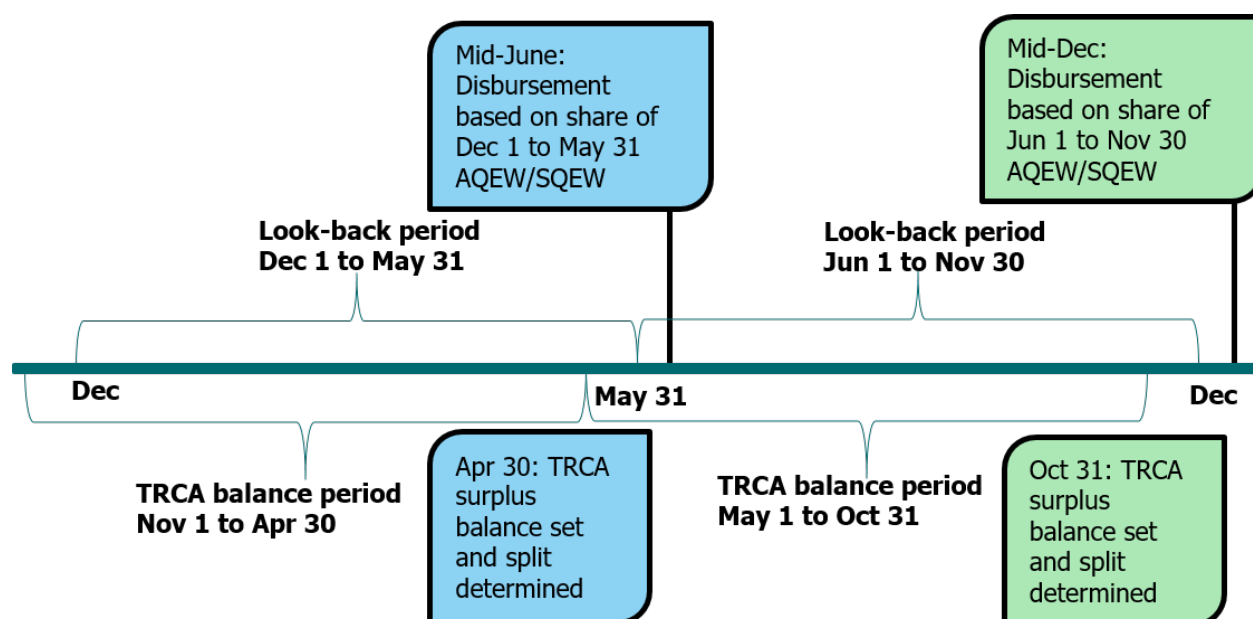 Mid-June:
Disbursement
based on share of
Dec 1 to May 31
AQEW/SQEW
Mid-Dec:
Disbursement
based on share of
Jun 1 to Nov 30
AQEW/SQEW
Look-back period
Dec 1 to May 31
Look-back period
Jun 1 to Nov 30
Dec
May 31
Dec
TRCA balance period
Nov 1 to Apr 30
Apr 30: TRCA
surplus
balance set
and split
determined
TRCA balance period
May 1 to Oct 31
Oct 31: TRCA
surplus
balance set
and split
determined